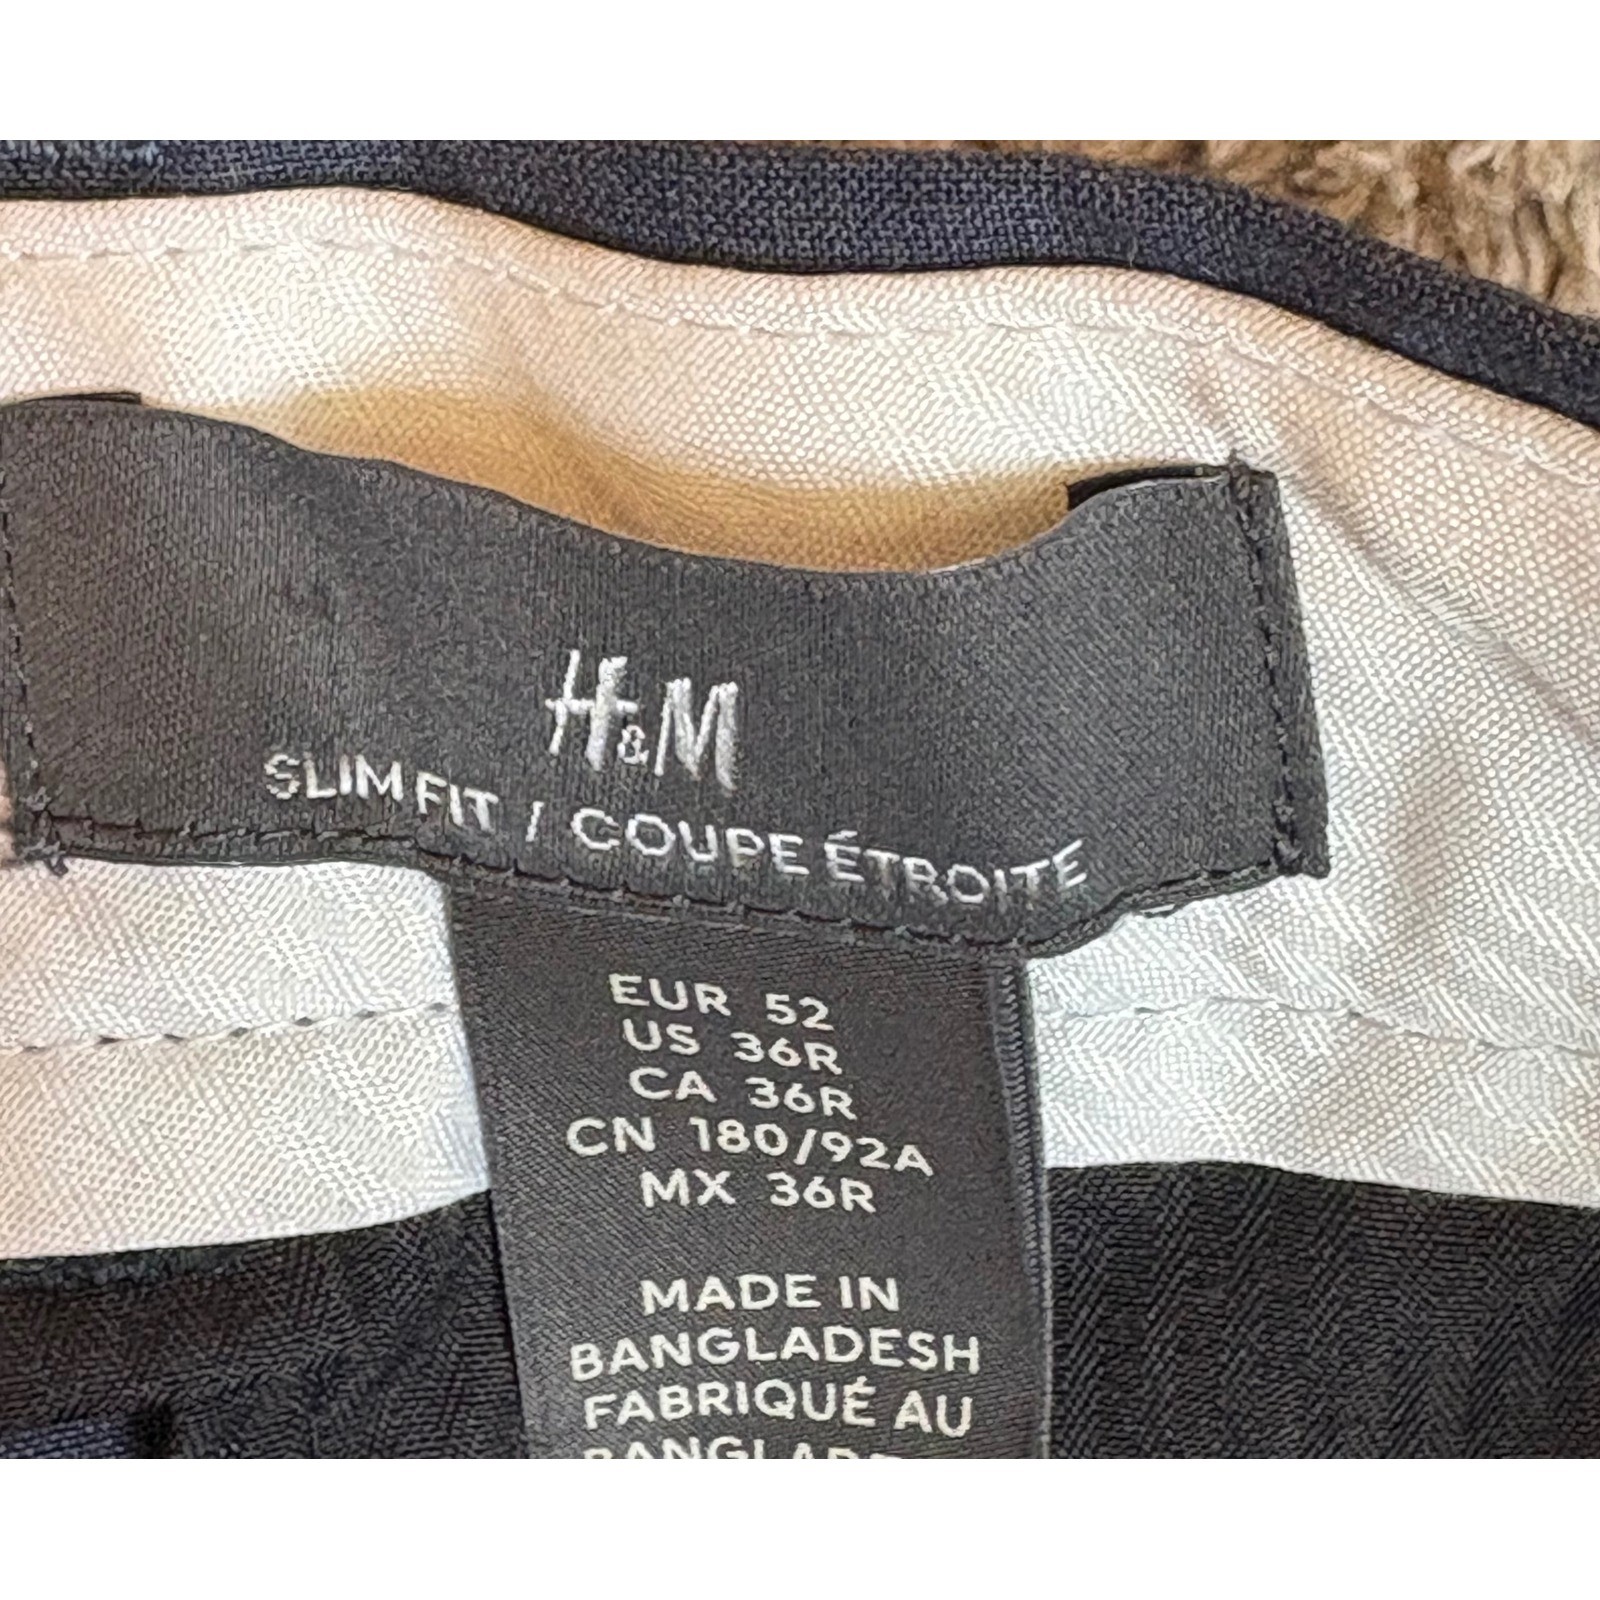 H&M
SLIM FIT / COUPE ÉTROITE
EUR 52
US 36R
CA 36R
CN 180/92A
MX 36R
MADE IN
BANGLADESH
FABRIQUÉ AU